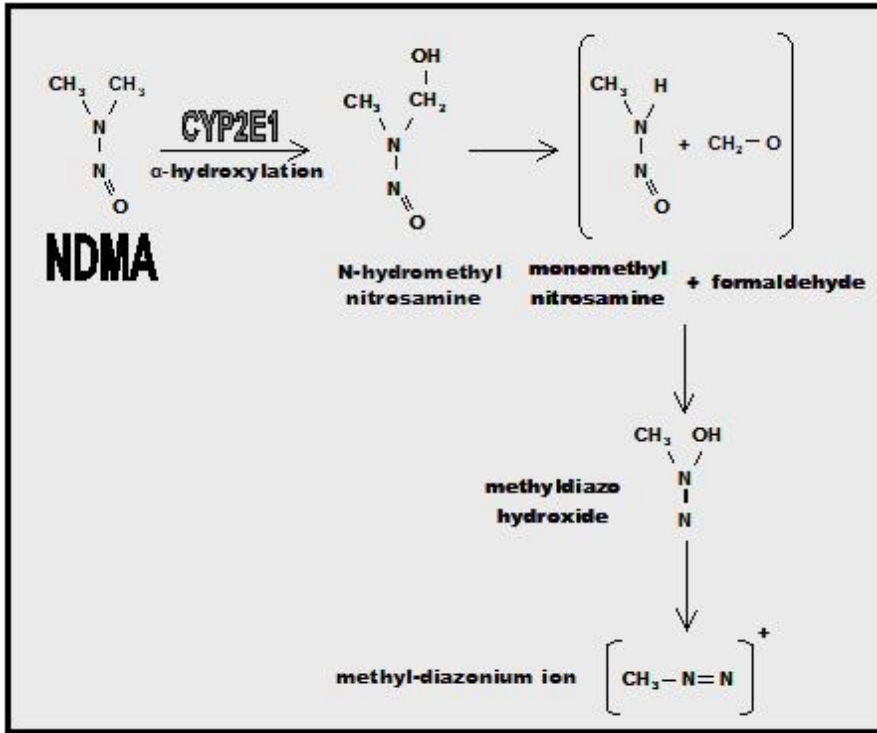 OH
CH3 CH3
CYP2E1
CH3 CH2
CH3 H
N
α-hydroxylation
N
N
+ CH2 O
N
N
N
O
O
O
NDMA
N-hydromethyl
nitrosamine
monomethyl
nitrosamine
+ formaldehyde
CH3 OH
methyldiazo
hydroxide
N
N
methyl-diazonium ion
CH3 N N
+